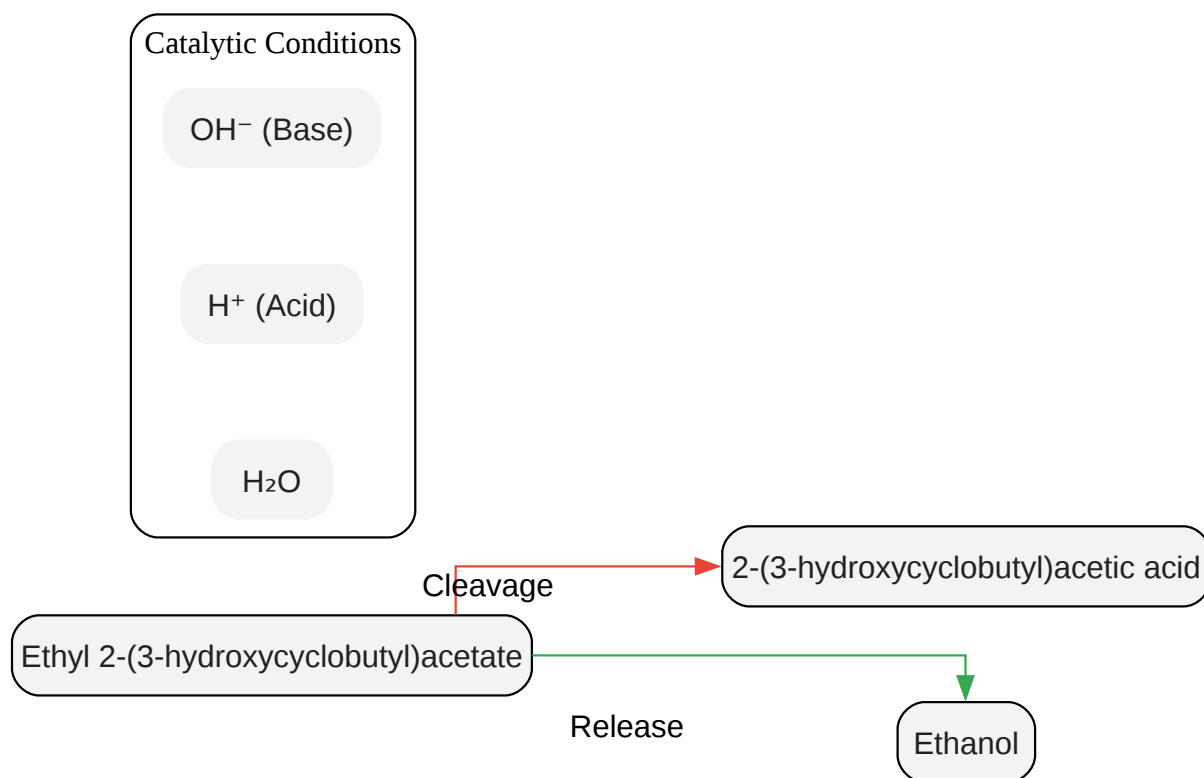 Catalytic Conditions
OH⁻ (Base)
H⁺ (Acid)
H₂O
2-(3-hydroxycyclobutyl)acetic acid
Cleavage
Ethyl 2-(3-hydroxycyclobutyl)acetate
Release
Ethanol